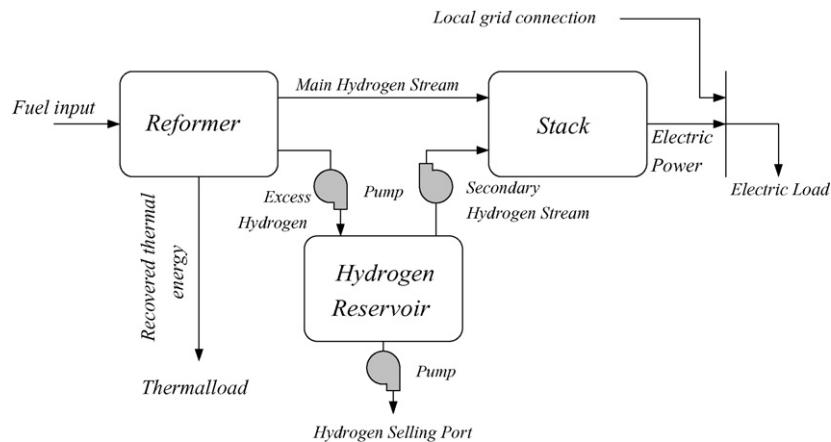 Local grid connection
Main Hydrogen Stream
Fuel input
Reformer
Stack
Electric
Power
Excess
Hydrogen
Pump
Secondary
Hydrogen Stream
Electric Load
Recovered thermal
energy
Hydrogen
Reservoir
Thermalload
Pump
Hydrogen Selling Port